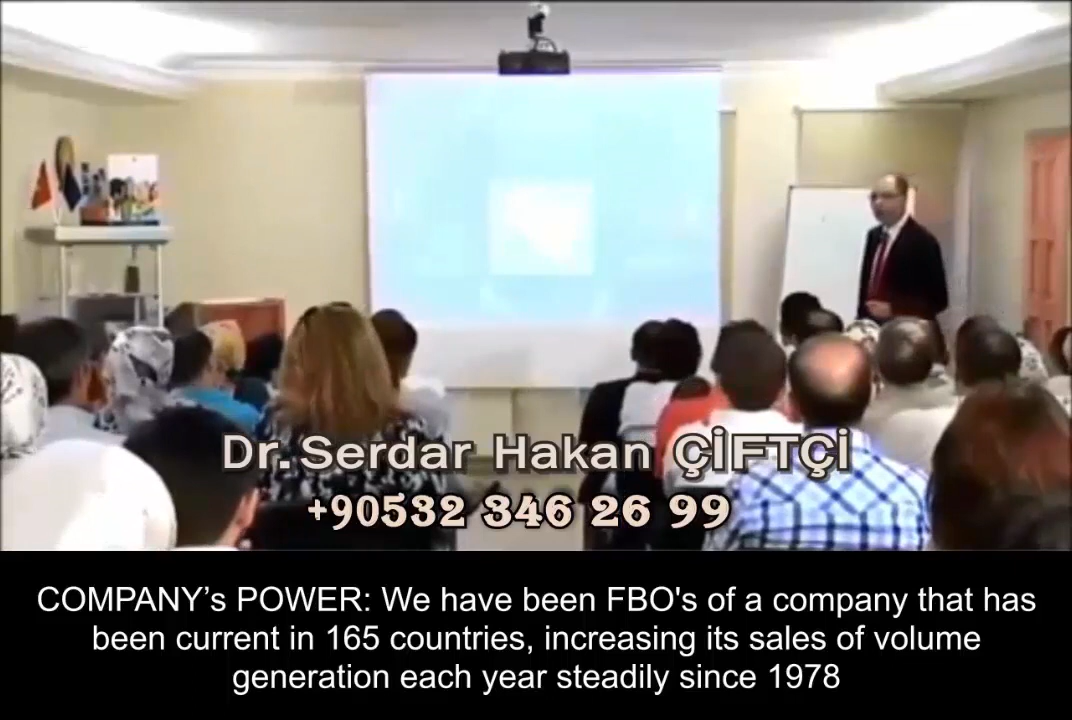 Dr. Serdar Hakan ÇİFTÇİ
+90532 346 26 99
COMPANY’s POWER: We have been FBO's of a company that has
been current in 165 countries, increasing its sales of volume
generation each year steadily since 1978